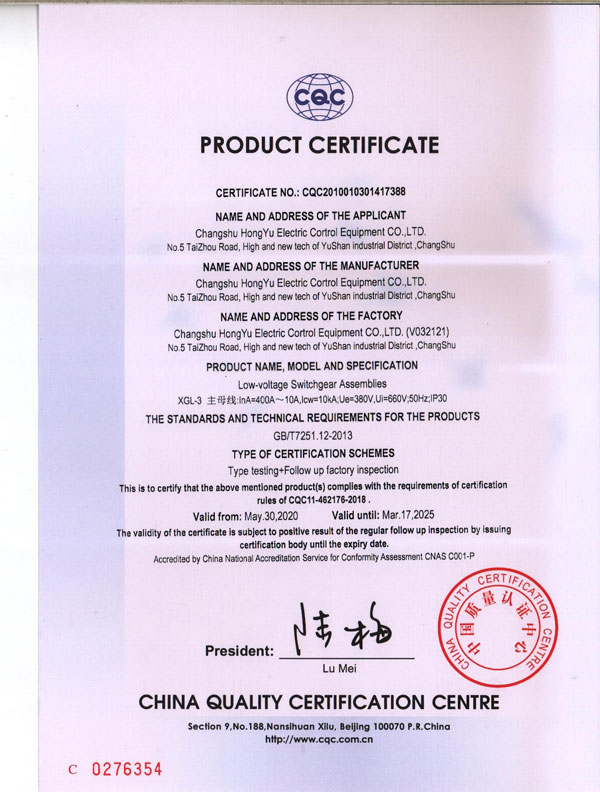 CQC
PRODUCT CERTIFICATE
CERTIFICATE NO.: CQC2010010301417388
NAME AND ADDRESS OF THE APPLICANT
Changshu HongYu Electric Cortrol Equipment CO.,LTD.
No.5 TaiZhou Road, High and new tech of YuShan industrial District ,ChangShu
NAME AND ADDRESS OF THE MANUFACTURER
Changshu HongYu Electric Cortrol Equipment CO.,LTD.
No.5 TaiZhou Road, High and new tech of YuShan industrial District ,ChangShu
NAME AND ADDRESS OF THE FACTORY
Changshu HongYu Electric Cortrol Equipment CO.,LTD. (V032121)
No.5 TaiZhou Road, High and new tech of YuShan industrial District ,ChangShu
PRODUCT NAME, MODEL AND SPECIFICATION
Low-voltage Switchgear Assemblies
XGL-3 主母线:InA=400A～10A,Icw=10kA;Ue=380V,Ui=660V;50Hz;IP30
THE STANDARDS AND TECHNICAL REQUIREMENTS FOR THE PRODUCTS
GB/T7251.12-2013
TYPE OF CERTIFICATION SCHEMES
Type testing+Follow up factory inspection
This is to certify that the above mentioned product(s) complies with the requirements of certification
rules of CQC11-462176-2018 .
Valid from: May.30,2020 Valid until: Mar.17,2025
The validity of the certificate is subject to positive result of the regular follow up inspection by issuing
certification body until the expiry date.
Accredited by China National Accreditation Service for Conformity Assessment CNAS C001-P
CHINA QUALITY CERTIFICATION CENTRE
中国质量认证中心
陆梅
President:
Lu Mei
CHINA QUALITY CERTIFICATION CENTRE
Section 9,No.188,Nansihuan Xilu, Beijing 100070 P.R.China
http://www.cqc.com.cn
C 0276354